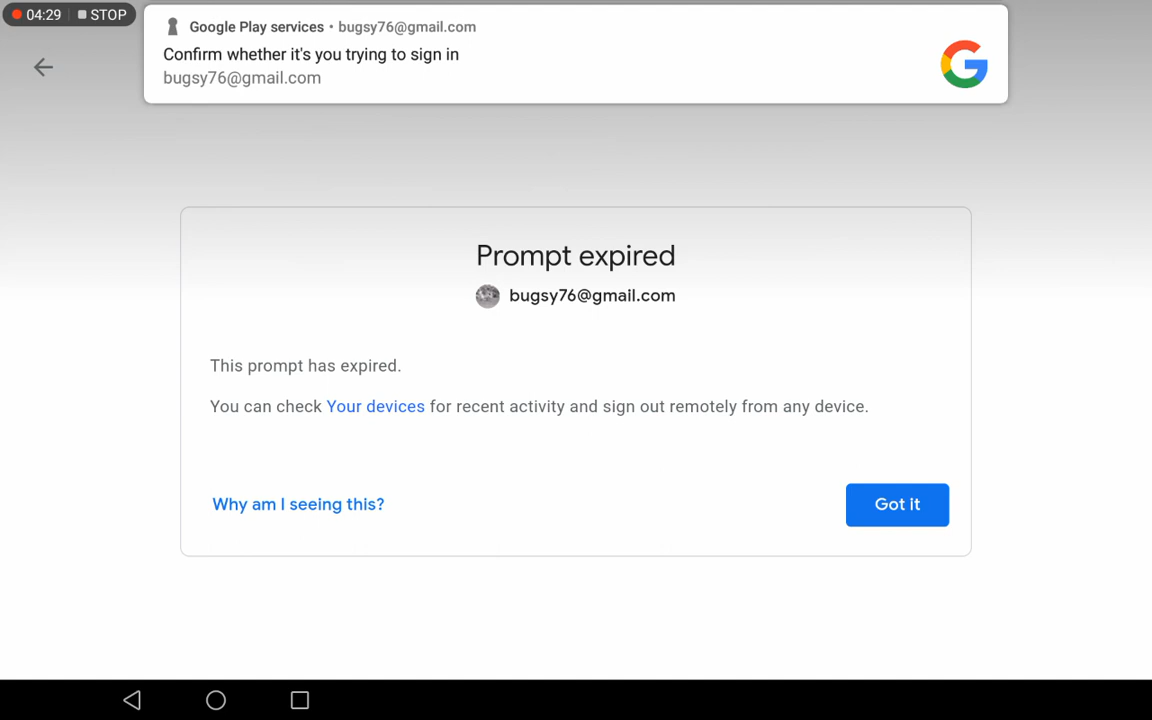 04:29 STOP
Google Play services • bugsy76@gmail.com
Confirm whether it's you trying to sign in
bugsy76@gmail.com
Prompt expired
bugsy76@gmail.com
This prompt has expired.
You can check Your devices for recent activity and sign out remotely from any device.
Why am I seeing this?
Got it